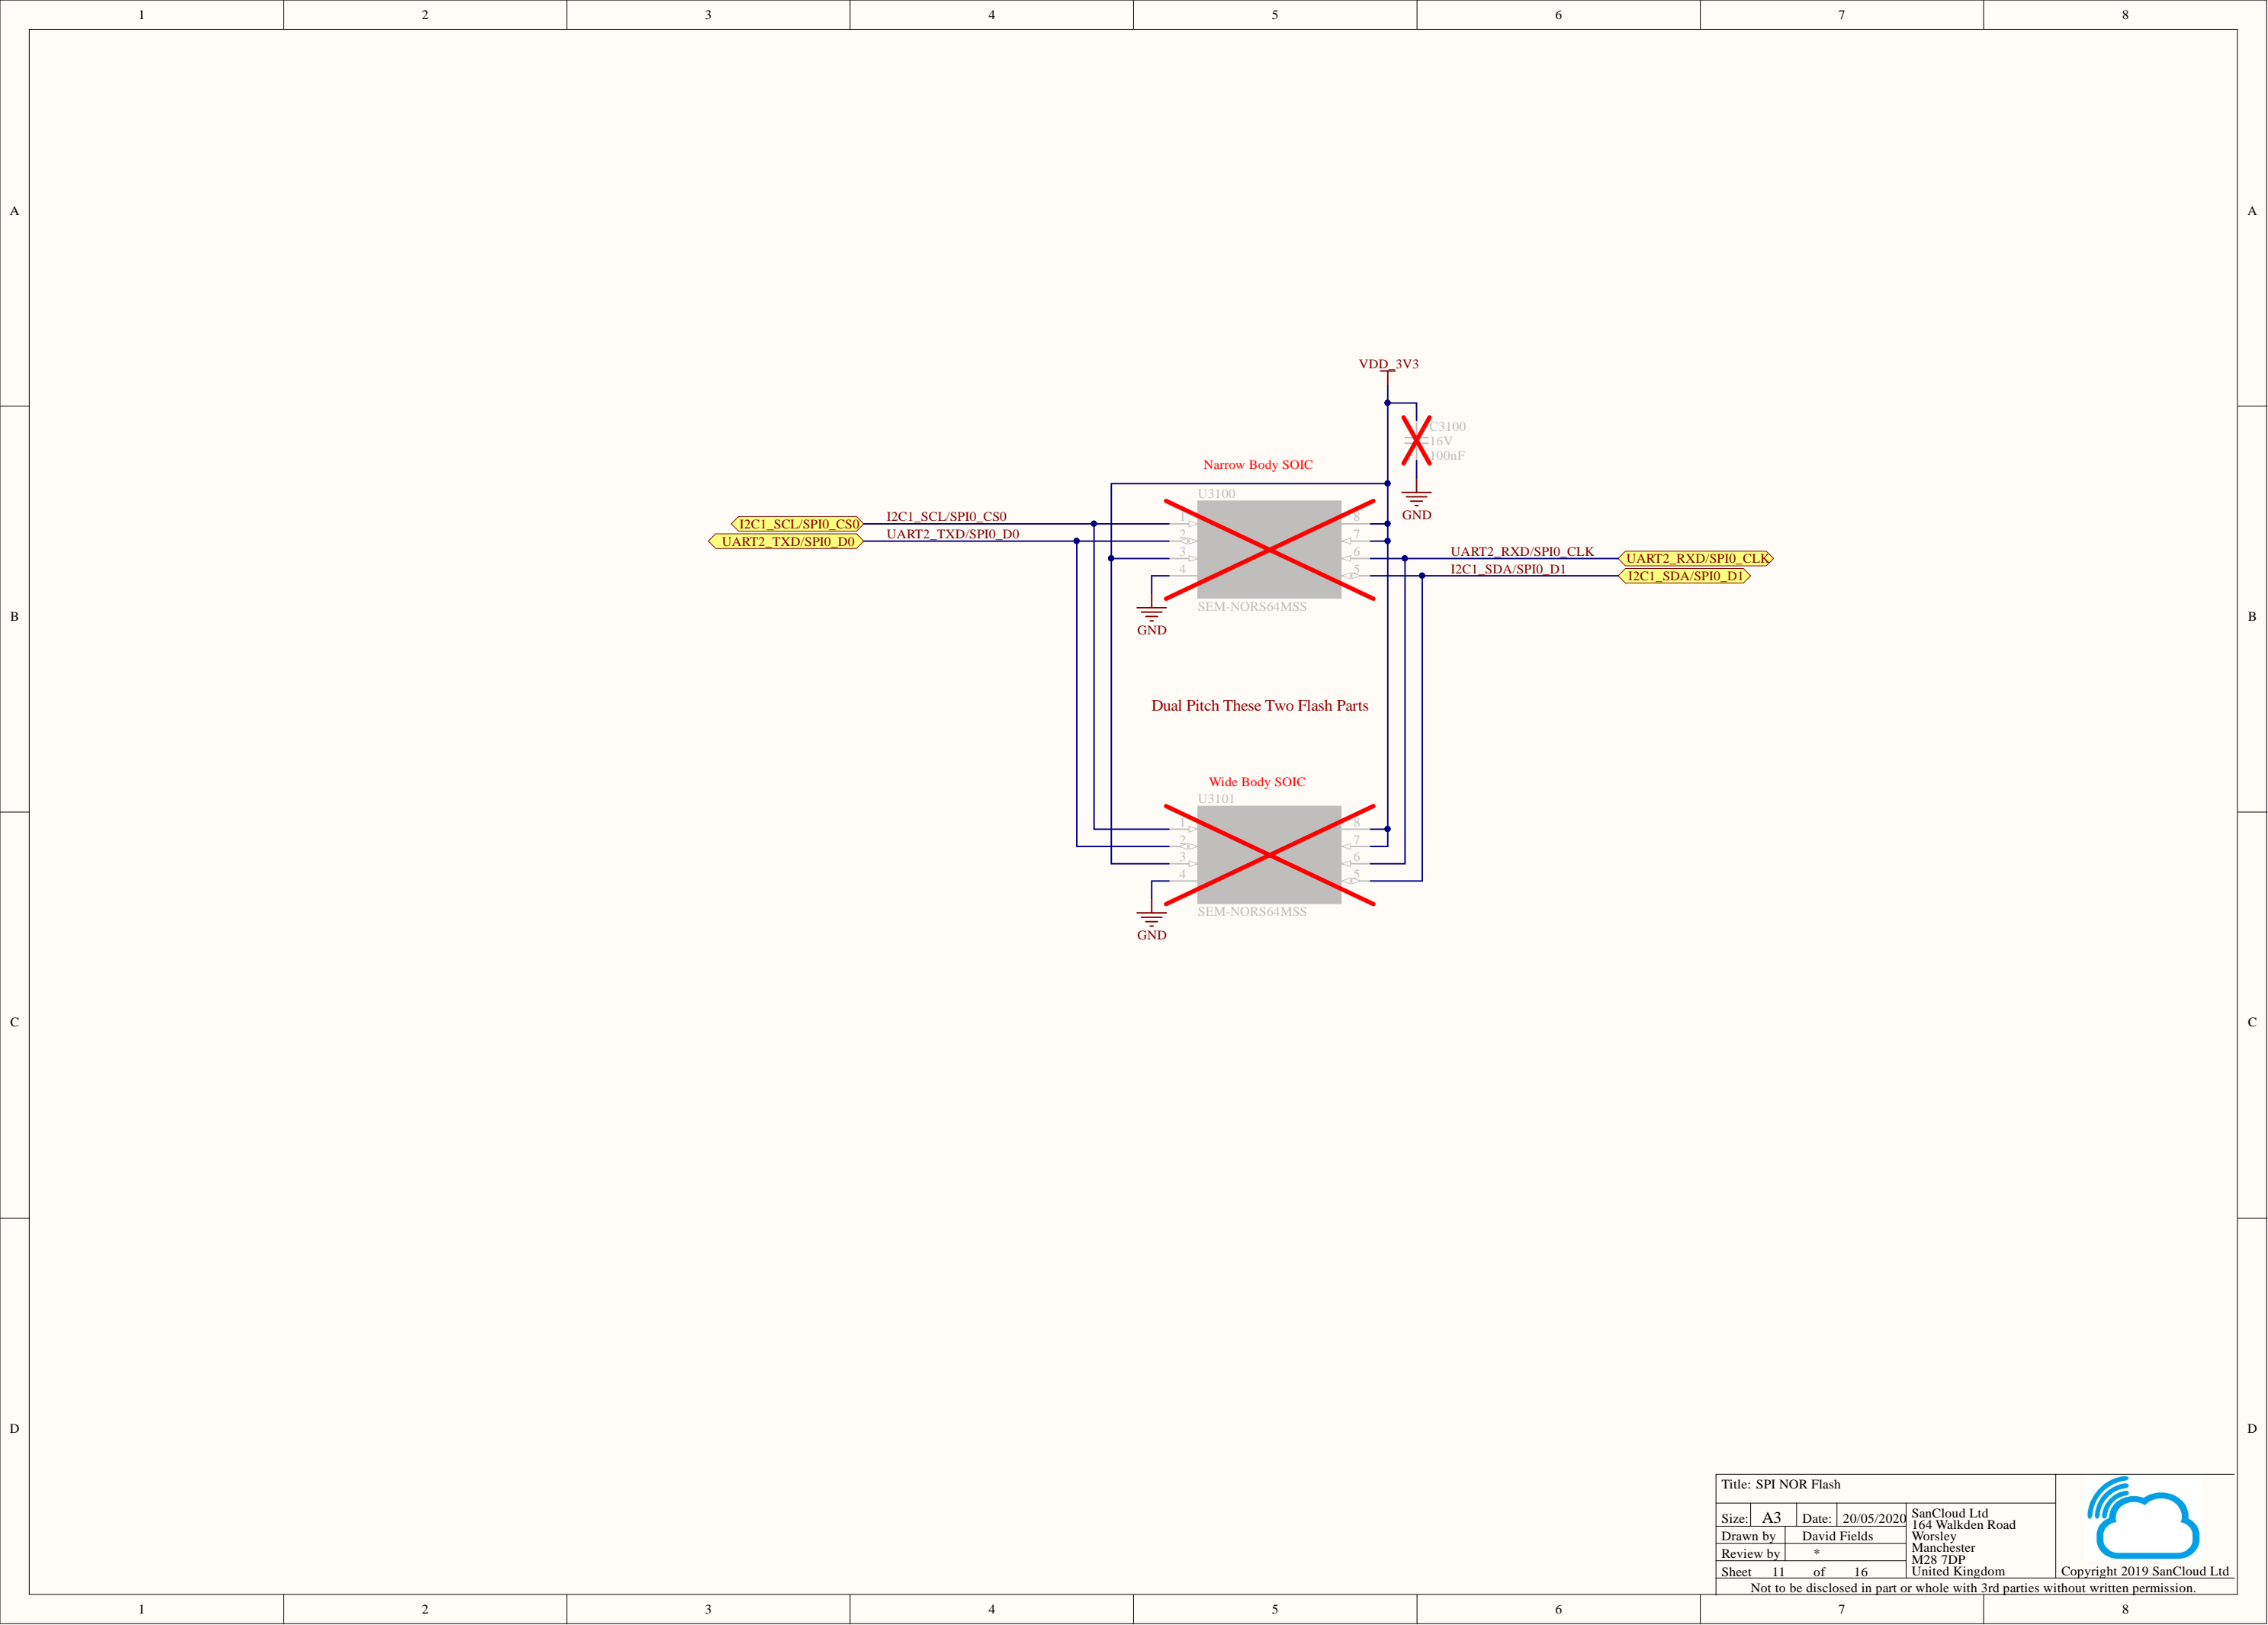 1 2 3 4 5 6 7 8
A A
VDD_3V3
C3100
16V
100nF
GND
Narrow Body SOIC
U3100
I2C1_SCL/SPI0_CS0 I2C1_SCL/SPI0_CS0 1 8
UART2_TXD/SPI0_D0 UART2_TXD/SPI0_D0 2 7
3 6 UART2_RXD/SPI0_CLK UART2_RXD/SPI0_CLK
4 5 I2C1_SDA/SPI0_D1 I2C1_SDA/SPI0_D1
SEM-NORS64MSS
GND
B B
Dual Pitch These Two Flash Parts
Wide Body SOIC
U3101
1 8
2 7
3 6
4 5
SEM-NORS64MSS
GND
C C
D D
Title: SPI NOR Flash
Size: A3 Date: 20/05/2020
Drawn by David Fields
Review by *
Sheet 11 of 16
SanCloud Ltd
164 Walkden Road
Worsley
Manchester
M28 7DP
United Kingdom
Copyright 2019 SanCloud Ltd
Not to be disclosed in part or whole with 3rd parties without written permission.
1 2 3 4 5 6 7 8